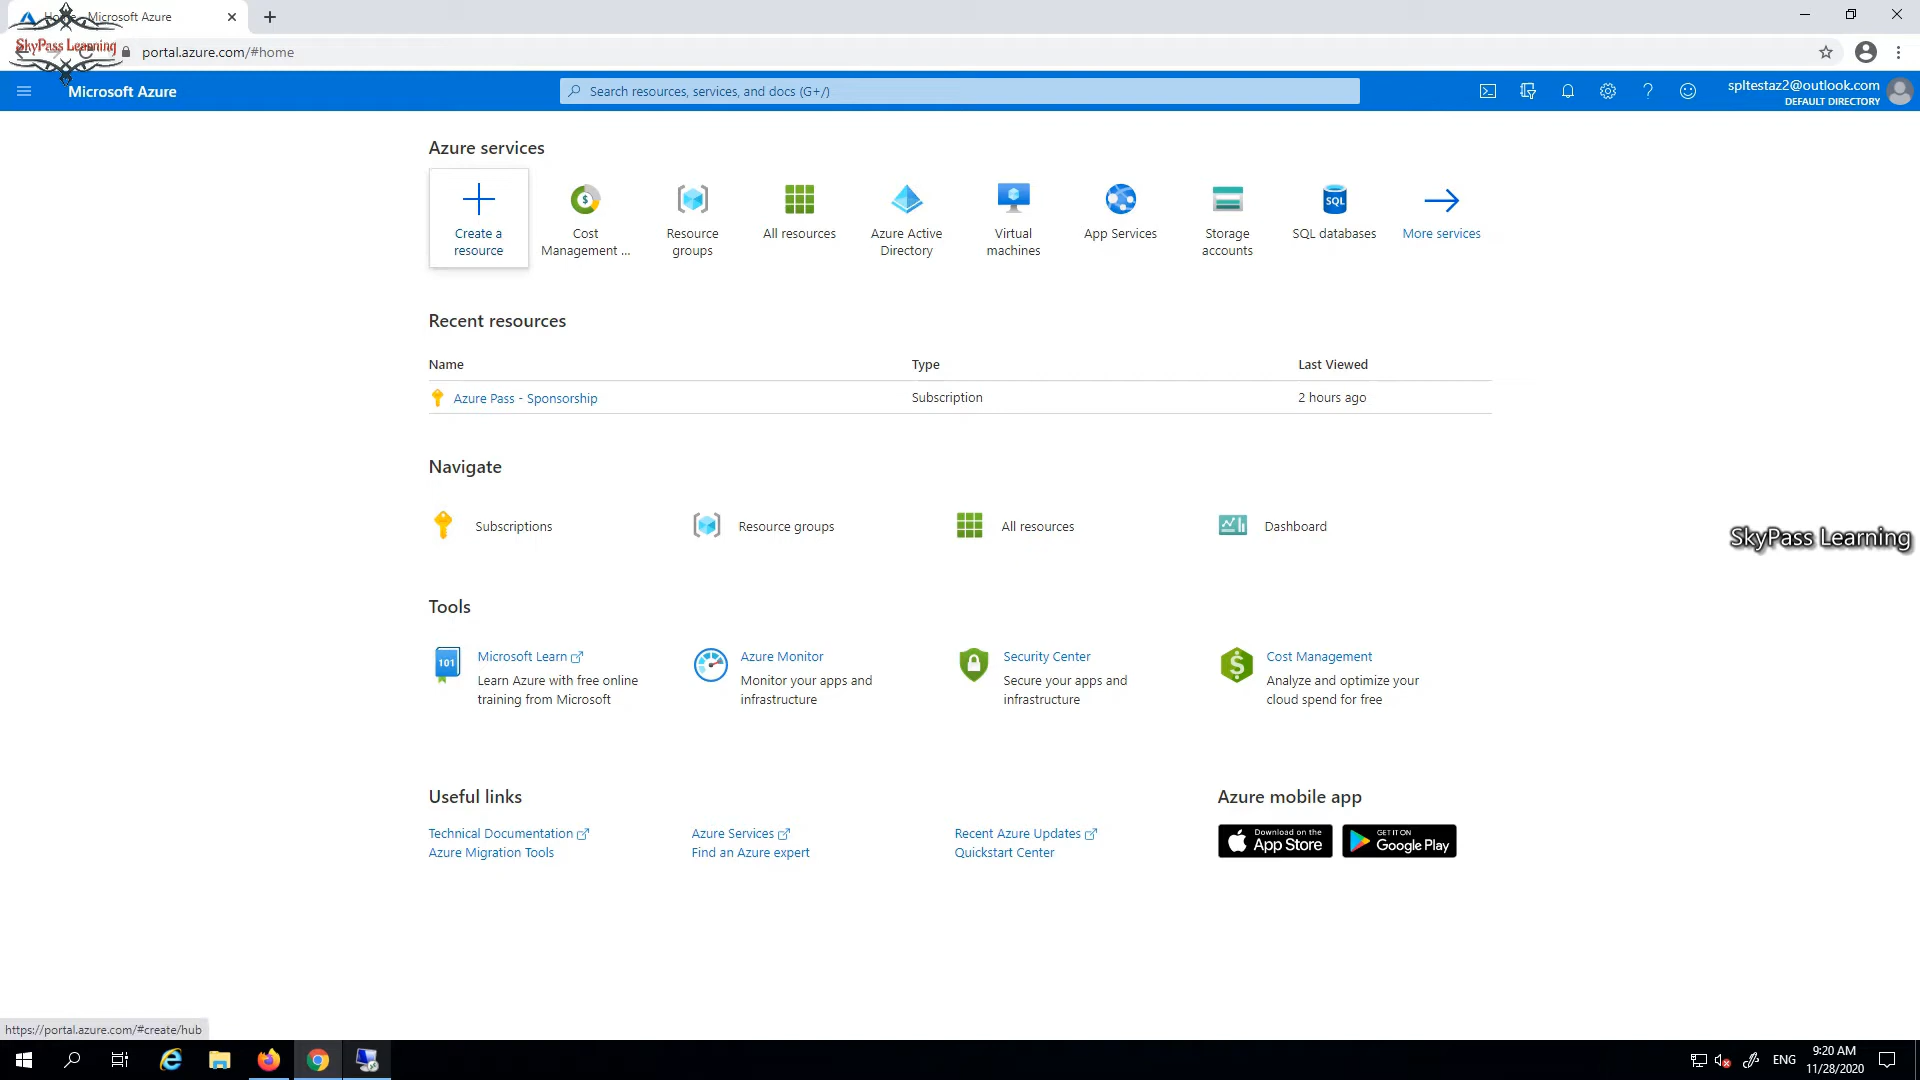 Microsoft Azure
SkyPass Learning
portal.azure.com/#home
Microsoft Azure
Search resources, services, and docs (G+/)
spltestaz2@outlook.com
DEFAULT DIRECTORY
Azure services
Create a
resource
Cost
Management ...
Resource
groups
All resources
Azure Active
Directory
Virtual
machines
App Services
Storage
accounts
SQL
SQL databases
More services
Recent resources
Name
Type
Last Viewed
Azure Pass - Sponsorship
Subscription
2 hours ago
Navigate
Subscriptions
Resource groups
All resources
Dashboard
SkyPass Learning
Tools
101
Microsoft Learn
Learn Azure with free online
training from Microsoft
Azure Monitor
Monitor your apps and
infrastructure
Security Center
Secure your apps and
infrastructure
Cost Management
Analyze and optimize your
cloud spend for free
Useful links
Technical Documentation
Azure Migration Tools
Azure Services
Find an Azure expert
Recent Azure Updates
Quickstart Center
Azure mobile app
Download on the
App Store
GET IT ON
Google Play
https://portal.azure.com/#create/hub
ENG
9:20 AM
11/28/2020